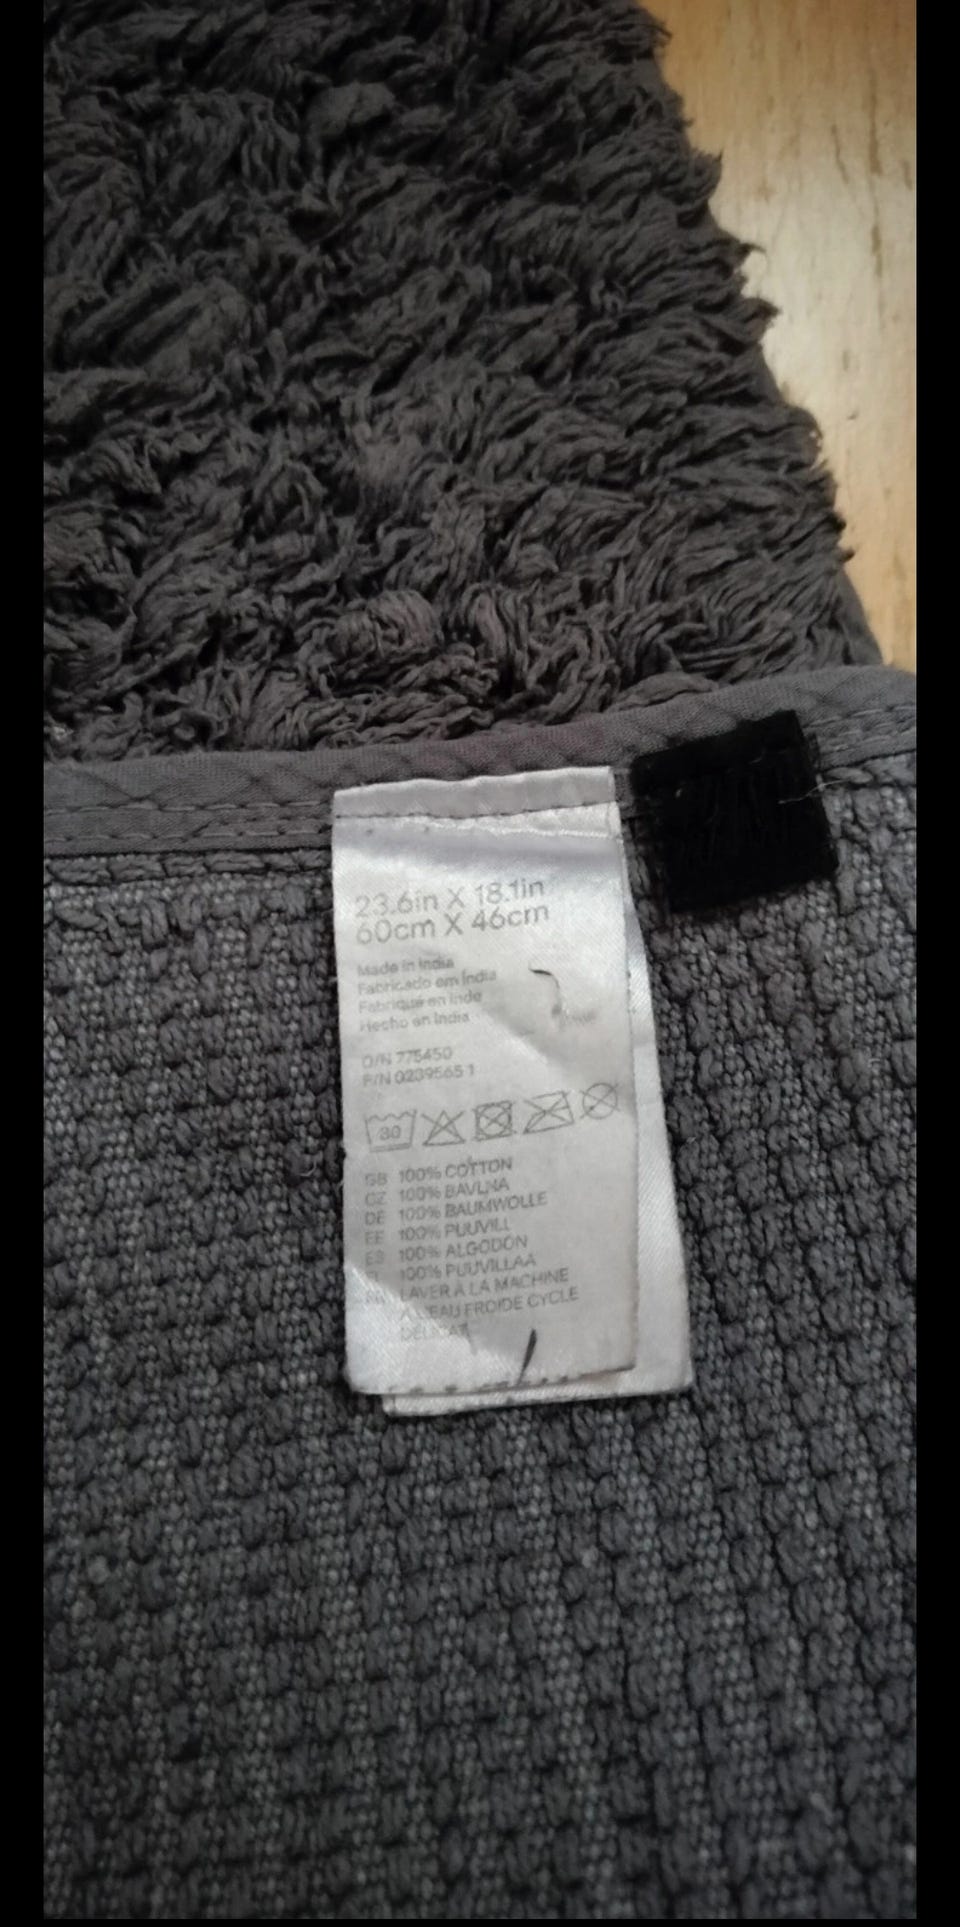 23.6in X 18.1in
60cm X 46cm
Made in India
Fabricado em Índia
Fabriqué en Inde
Hecho en India
O/N 775450
P/N 0239565 1
30
GB 100% COTTON
CZ 100% BAVLNA
DE 100% BAUMWOLLE
EE 100% PUUVILL
ES 100% ALGODÓN
100% PUUVILLAA
FR LAVER À LA MACHINE
À L'EAU FROIDE CYCLE
DÉLICAT